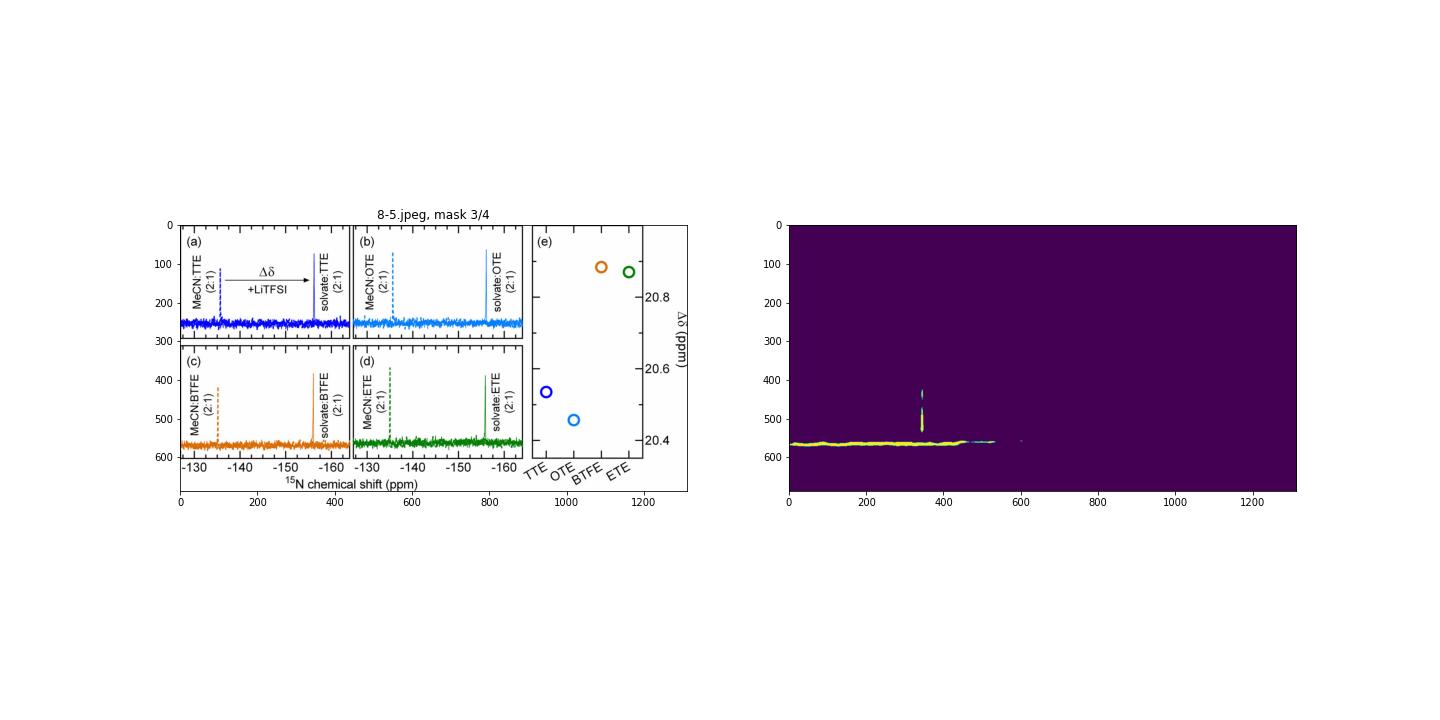 8-5.jpeg, mask 3/4
0
100
200
300
400
500
600
(a)
MeCN:TTE
(2:1)
Δδ
+LiTFSI
solvate:TTE
(2:1)
(b)
MeCN:OTE
(2:1)
solvate:OTE
(2:1)
(c)
MeCN:BTFE
(2:1)
solvate:BTFE
(2:1)
(d)
MeCN:ETE
(2:1)
solvate:ETE
(2:1)
(e)
20.8
20.6
20.4
Δδ (ppm)
-130 -140 -150 -160 -130 -140 -150 -160
TTE OTE BTFE ETE
¹⁵N chemical shift (ppm)
0 200 400 600 800 1000 1200
0
100
200
300
400
500
600
0 200 400 600 800 1000 1200